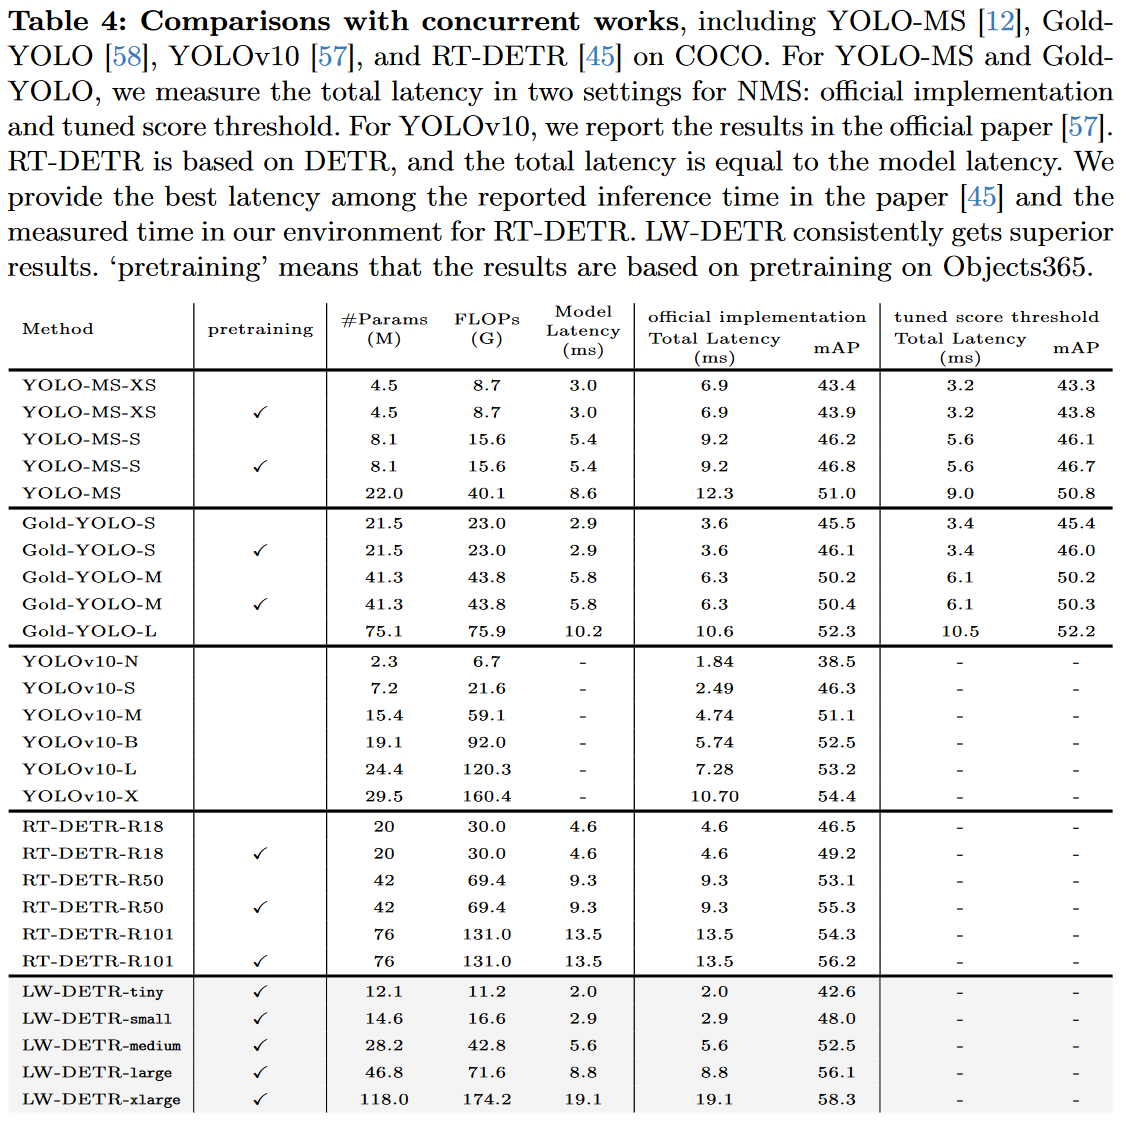 Table 4: Comparisons with concurrent works, including YOLO-MS [12], Gold-
YOLO [58], YOLOv10 [57], and RT-DETR [45] on COCO. For YOLO-MS and Gold-
YOLO, we measure the total latency in two settings for NMS: official implementation
and tuned score threshold. For YOLOv10, we report the results in the official paper [57].
RT-DETR is based on DETR, and the total latency is equal to the model latency. We
provide the best latency among the reported inference time in the paper [45] and the
measured time in our environment for RT-DETR. LW-DETR consistently gets superior
results. ‘pretraining’ means that the results are based on pretraining on Objects365.
Method pretraining #Params (M) FLOPs (G) Model Latency (ms) official implementation Total Latency (ms) mAP tuned score threshold Total Latency (ms) mAP
YOLO-MS-XS 4.5 8.7 3.0 6.9 43.4 3.2 43.3
YOLO-MS-XS ✓ 4.5 8.7 3.0 6.9 43.9 3.2 43.8
YOLO-MS-S 8.1 15.6 5.4 9.2 46.2 5.6 46.1
YOLO-MS-S ✓ 8.1 15.6 5.4 9.2 46.8 5.6 46.7
YOLO-MS 22.0 40.1 8.6 12.3 51.0 9.0 50.8
Gold-YOLO-S 21.5 23.0 2.9 3.6 45.5 3.4 45.4
Gold-YOLO-S ✓ 21.5 23.0 2.9 3.6 46.1 3.4 46.0
Gold-YOLO-M 41.3 43.8 5.8 6.3 50.2 6.1 50.2
Gold-YOLO-M ✓ 41.3 43.8 5.8 6.3 50.4 6.1 50.3
Gold-YOLO-L 75.1 75.9 10.2 10.6 52.3 10.5 52.2
YOLOv10-N 2.3 6.7 - 1.84 38.5 - -
YOLOv10-S 7.2 21.6 - 2.49 46.3 - -
YOLOv10-M 15.4 59.1 - 4.74 51.1 - -
YOLOv10-B 19.1 92.0 - 5.74 52.5 - -
YOLOv10-L 24.4 120.3 - 7.28 53.2 - -
YOLOv10-X 29.5 160.4 - 10.70 54.4 - -
RT-DETR-R18 20 30.0 4.6 4.6 46.5 - -
RT-DETR-R18 ✓ 20 30.0 4.6 4.6 49.2 - -
RT-DETR-R50 42 69.4 9.3 9.3 53.1 - -
RT-DETR-R50 ✓ 42 69.4 9.3 9.3 55.3 - -
RT-DETR-R101 76 131.0 13.5 13.5 54.3 - -
RT-DETR-R101 ✓ 76 131.0 13.5 13.5 56.2 - -
LW-DETR-tiny ✓ 12.1 11.2 2.0 2.0 42.6 - -
LW-DETR-small ✓ 14.6 16.6 2.9 2.9 48.0 - -
LW-DETR-medium ✓ 28.2 42.8 5.6 5.6 52.5 - -
LW-DETR-large ✓ 46.8 71.6 8.8 8.8 56.1 - -
LW-DETR-xlarge ✓ 118.0 174.2 19.1 19.1 58.3 - -